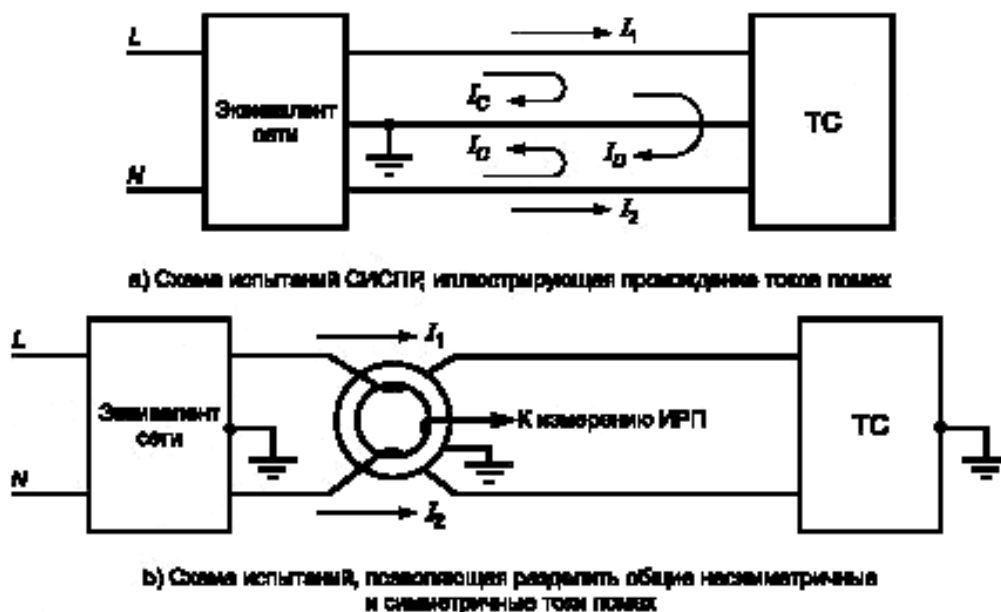 L
I1
Эквивалент
сети
IC
IC
ID
ТС
N
I2
a) Схема испытаний СИСПР, иллюстрирующая прохождение токов помех
L
I1
Эквивалент
сети
К измерению ИРП
ТС
N
I2
b) Схема испытаний, позволяющая разделить общие несимметричные
и симметричные токи помех